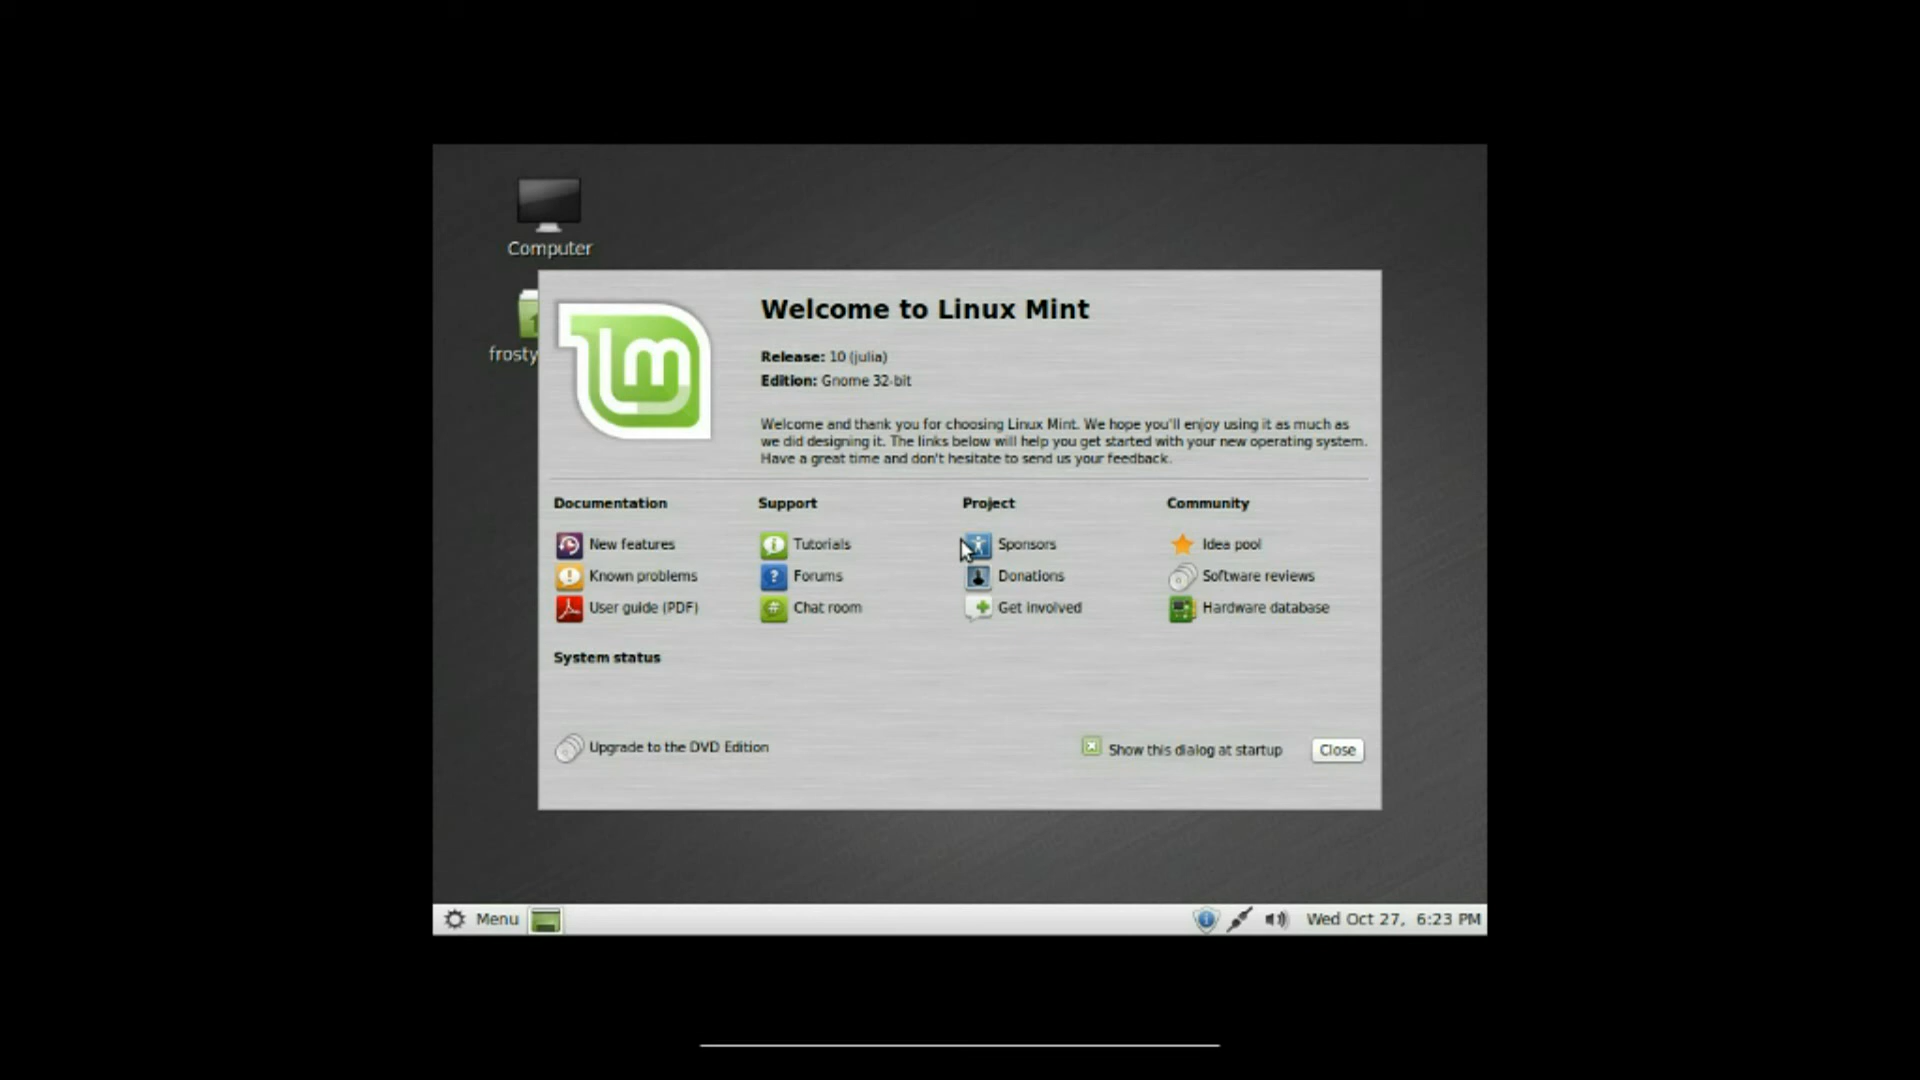 Computer
frosty
lm
Welcome to Linux Mint
Release: 10 (julia)
Edition: Gnome 32-bit
Welcome and thank you for choosing Linux Mint. We hope you'll enjoy using it as much as
we did designing it. The links below will help you get started with your new operating system.
Have a great time and don't hesitate to send us your feedback.
Documentation Support Project Community
New features Tutorials Sponsors Idea pool
Known problems Forums Donations Software reviews
User guide (PDF) Chat room Get involved Hardware database
System status
Upgrade to the DVD Edition Show this dialog at startup Close
Menu Wed Oct 27, 6:23 PM